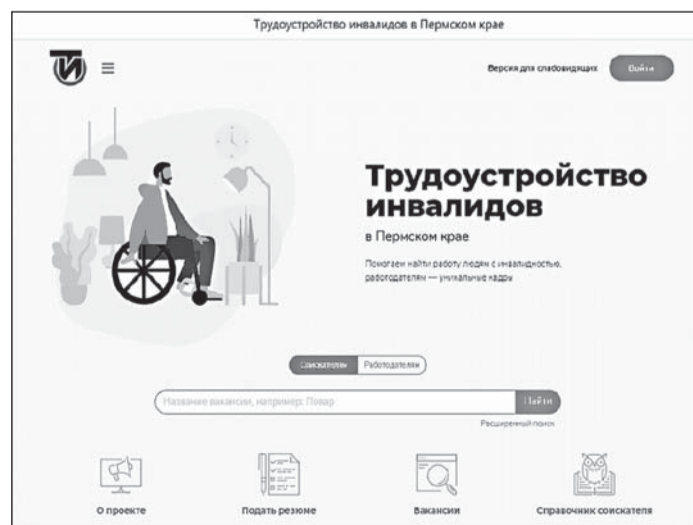 Трудоустройство инвалидов в Пермском крае
ТИ
Версия для слабовидящих
Войти
Трудоустройство
инвалидов
в Пермском крае
Помогаем найти работу людям с инвалидностью,
работодателям — уникальные кадры
Соискателям Работодателям
Название вакансии, например: Повар
Найти
Расширенный поиск
О проекте
Подать резюме
Вакансии
Справочник соискателя